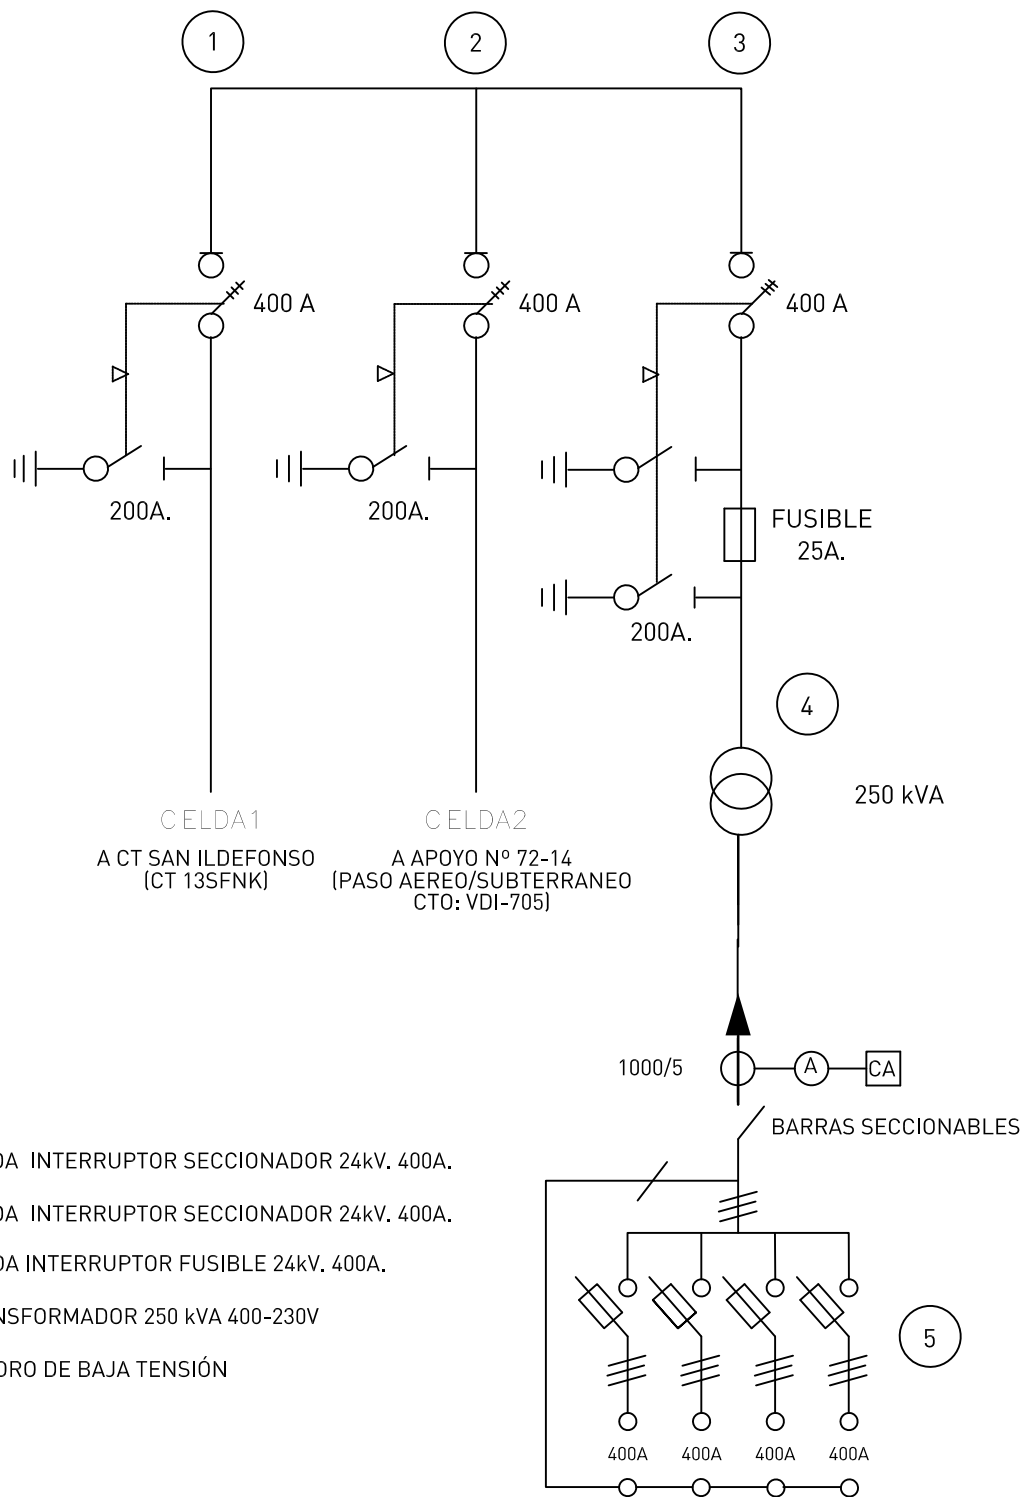 1
2
3
400 A
400 A
400 A
200A.
200A.
FUSIBLE
25A.
200A.
4
250 kVA
CELDA1
CELDA2
A CT SAN ILDEFONSO
(CT 13SFNK)
A APOYO Nº 72-14
(PASO AEREO/SUBTERRANEO
CTO: VDI-705)
1000/5
A
CA
BARRAS SECCIONABLES
DA INTERRUPTOR SECCIONADOR 24kV. 400A.
DA INTERRUPTOR SECCIONADOR 24kV. 400A.
DA INTERRUPTOR FUSIBLE 24kV. 400A.
NSFORMADOR 250 kVA 400-230V
DRO DE BAJA TENSIÓN
5
400A
400A
400A
400A